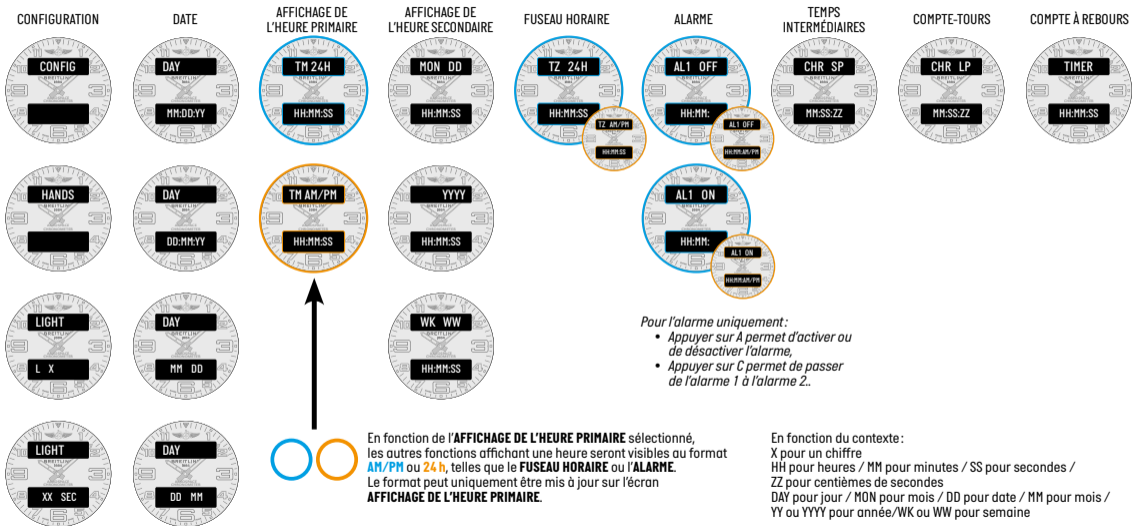 CONFIGURATION
DATE
AFFICHAGE DE
L'HEURE PRIMAIRE
AFFICHAGE DE
L'HEURE SECONDAIRE
FUSEAU HORAIRE
ALARME
TEMPS
INTERMÉDIAIRES
COMPTE-TOURS
COMPTE À REBOURS
CONFIG
DAY
MM:DD:YY
TM 24H
HH:MM:SS
MON DD
HH:MM:SS
TZ 24H
HH:MM:SS
TZ AM/PM
HH:MM:SS
AL1 OFF
HH:MM:
AL1 OFF
HH:MM:AM/PM
CHR SP
MM:SS:ZZ
CHR LP
MM:SS:ZZ
TIMER
HH:MM:SS
HANDS
DAY
DD:MM:YY
TM AM/PM
HH:MM:SS
YYYY
HH:MM:SS
AL1 ON
HH:MM:
AL1 ON
HH:MM:AM/PM
LIGHT
L X
DAY
MM DD
WK WW
HH:MM:SS
Pour l'alarme uniquement :
• Appuyer sur A permet d'activer ou
de désactiver l'alarme,
• Appuyer sur C permet de passer
de l'alarme 1 à l'alarme 2..
LIGHT
XX SEC
DAY
DD MM
En fonction de l'AFFICHAGE DE L'HEURE PRIMAIRE sélectionné,
les autres fonctions affichant une heure seront visibles au format
AM/PM ou 24 h, telles que le FUSEAU HORAIRE ou l'ALARME.
Le format peut uniquement être mis à jour sur l'écran
AFFICHAGE DE L'HEURE PRIMAIRE.
En fonction du contexte :
X pour un chiffre
HH pour heures / MM pour minutes / SS pour secondes /
ZZ pour centièmes de secondes
DAY pour jour / MON pour mois / DD pour date / MM pour mois /
YY ou YYYY pour année/WK ou WW pour semaine